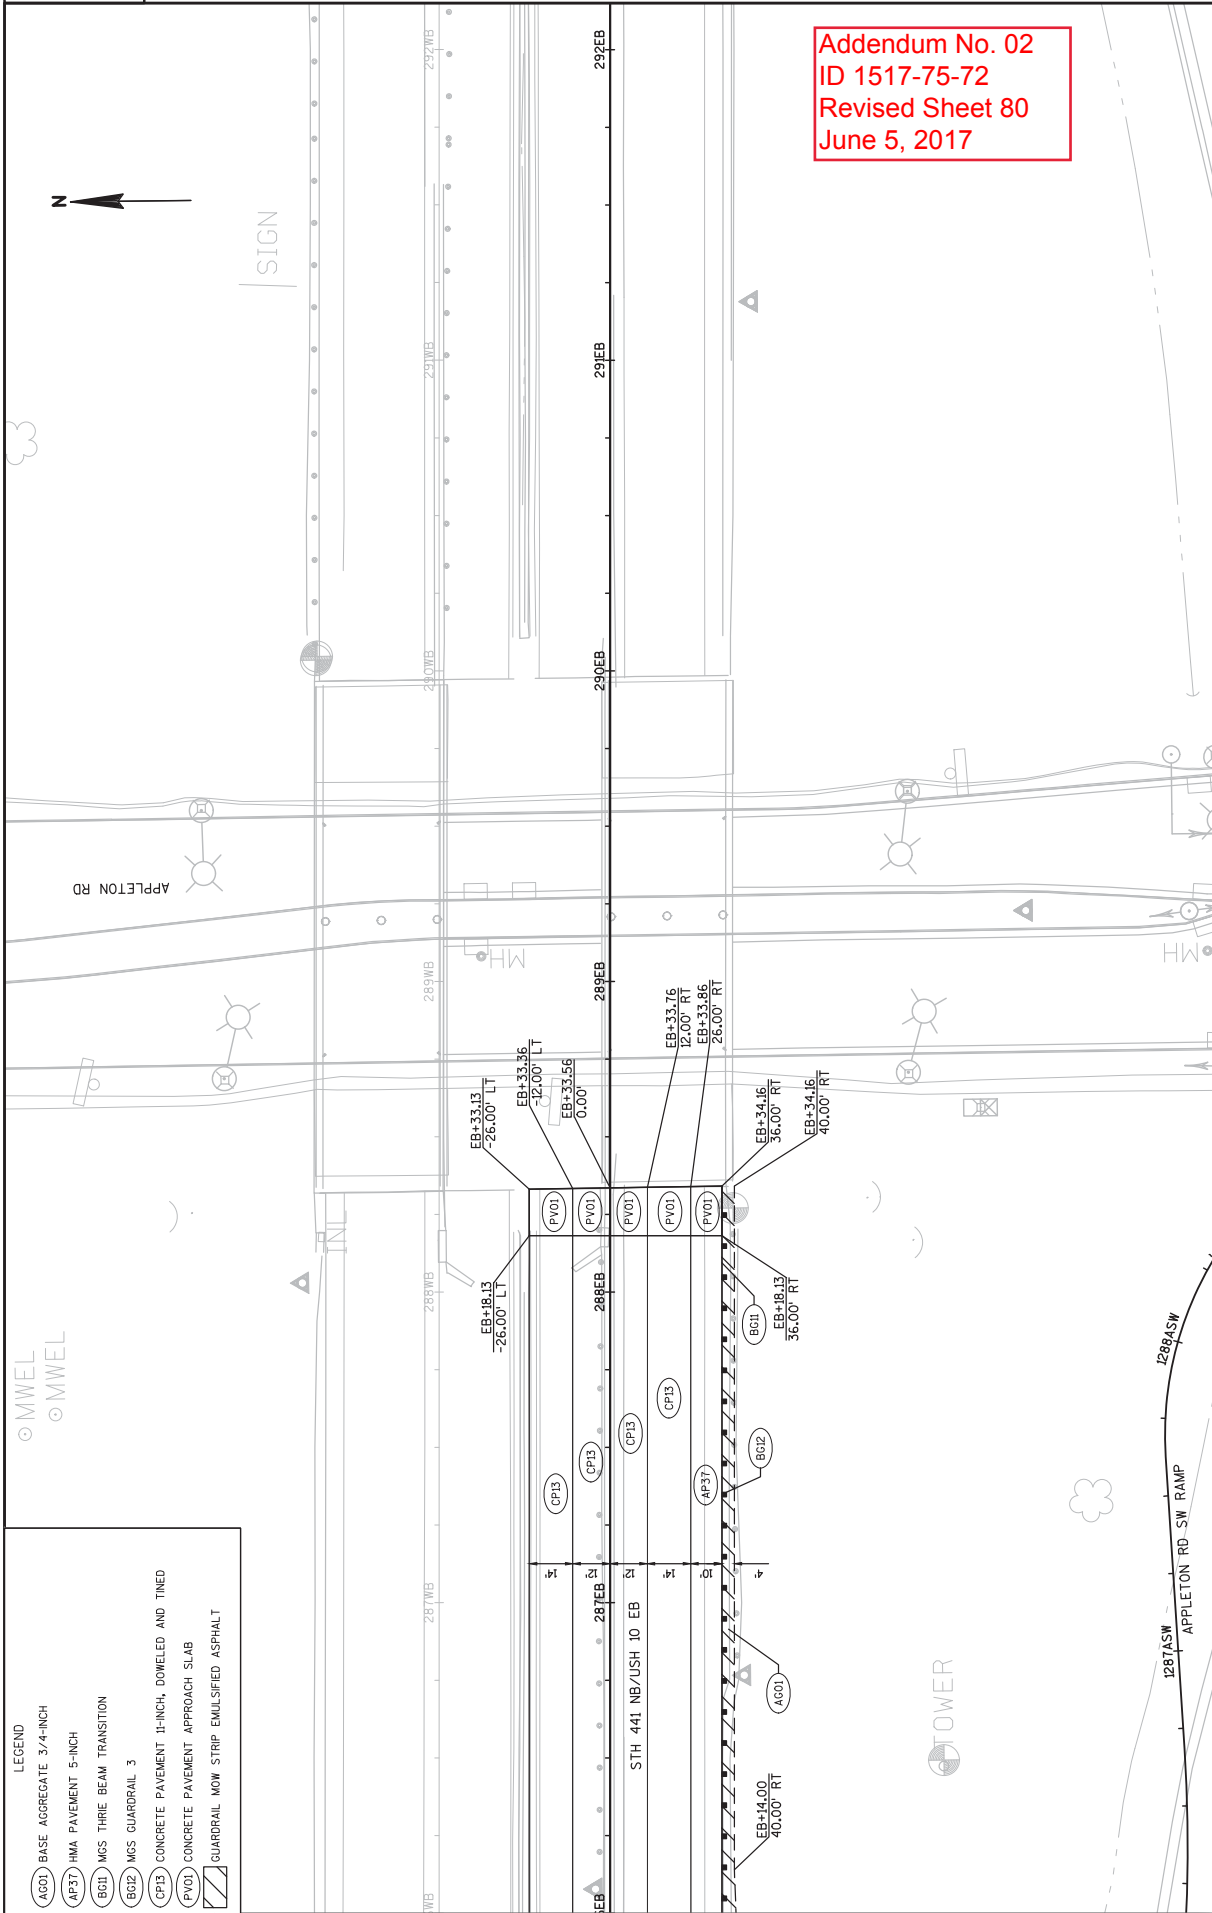 Addendum No. 02
ID 1517-75-72
Revised Sheet 80
June 5, 2017
N
SIGN
292WB
292EB
291WB
291EB
290WB
290EB
APPLETON RD
MH
MH
289WB
289EB
EB+33.13
-26.00' LT
EB+33.36
-12.00' LT
EB+33.56
0.00'
EB+33.76
12.00' RT
EB+33.86
26.00' RT
EB+34.16
36.00' RT
EB+34.16
40.00' RT
PV01
PV01
PV01
PV01
PV01
INL
EB+18.13
-26.00' LT
EB+18.13
36.00' RT
288WB
288EB
BG11
MWEL
MWEL
CP13
CP13
CP13
CP13
AP37
BG12
14'
12'
12'
14'
10'
4'
287WB
287EB
STH 441 NB/USH 10 EB
AG01
EB+14.00
40.00' RT
TOWER
1288ASW
1287ASW
APPLETON RD SW RAMP
LEGEND
AG01 BASE AGGREGATE 3/4-INCH
AP37 HMA PAVEMENT 5-INCH
BG11 MGS THRIE BEAM TRANSITION
BG12 MGS GUARDRAIL 3
CP13 CONCRETE PAVEMENT 11-INCH, DOWELED AND TINED
PV01 CONCRETE PAVEMENT APPROACH SLAB
GUARDRAIL MOW STRIP EMULSIFIED ASPHALT